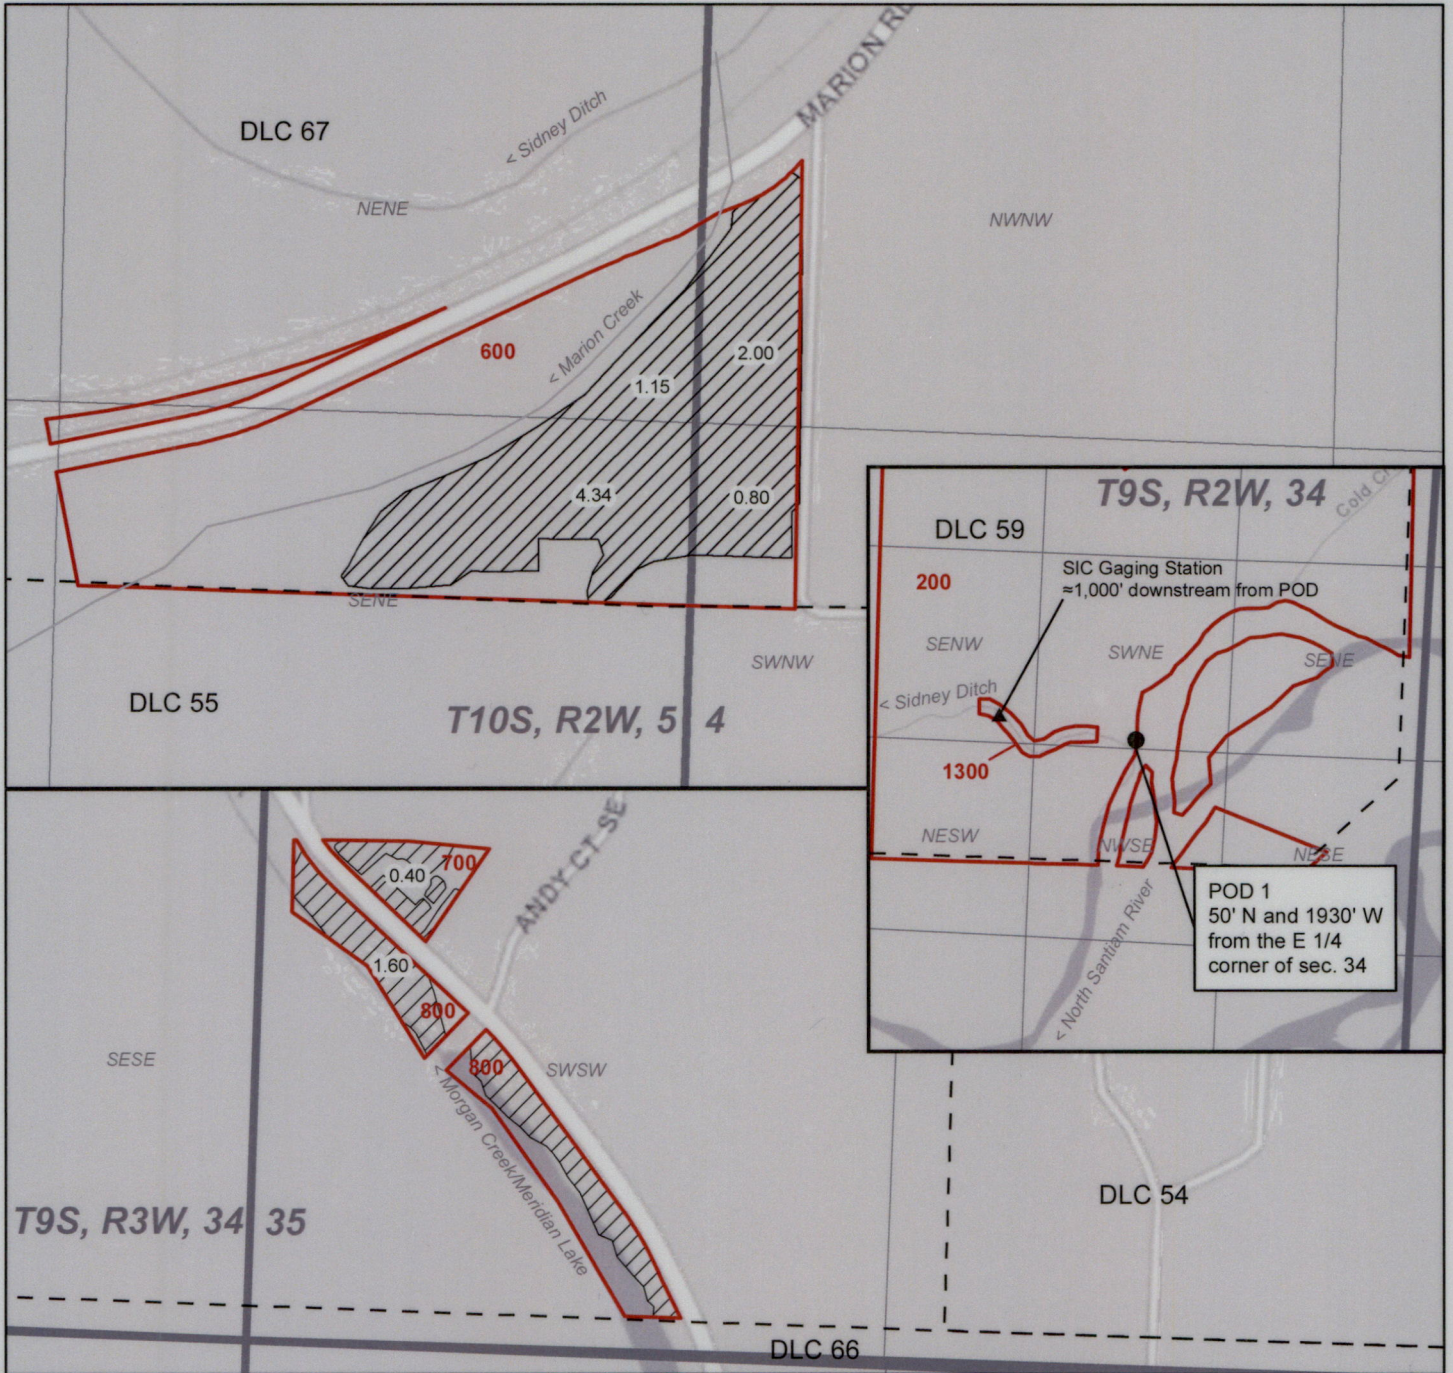 MARION RD
DLC 67
< Sidney Ditch
NENE
NWNW
< Marion Creek
600
2.00
1.15
4.34
0.80
SENE
SWNW
DLC 55
T10S, R2W, 5 4
T9S, R2W, 34
Cold
DLC 59
SIC Gaging Station
≈1,000' downstream from POD
200
SENW
SWNE
SENE
< Sidney Ditch
1300
NESW
NWSE
NESE
POD 1
50' N and 1930' W
from the E 1/4
corner of sec. 34
< North Santiam River
ANDY CT SE
700
0.40
1.60
800
800
SESE
SWSW
< Morgan Creek/Meridian Lake
T9S, R3W, 34 35
DLC 54
DLC 66